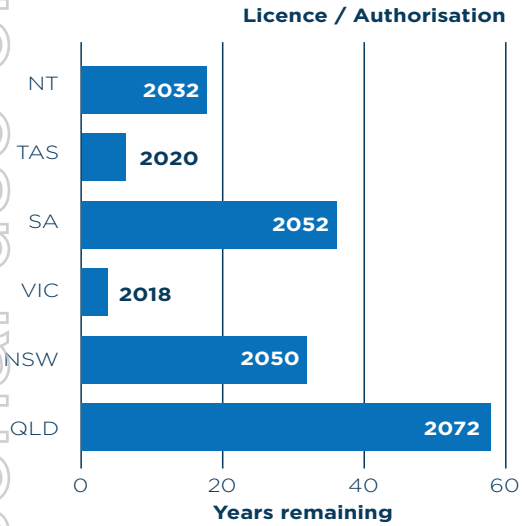 Licence / Authorisation
NT
2032
TAS
2020
SA
2052
VIC
2018
NSW
2050
QLD
2072
0
20
40
60
Years remaining